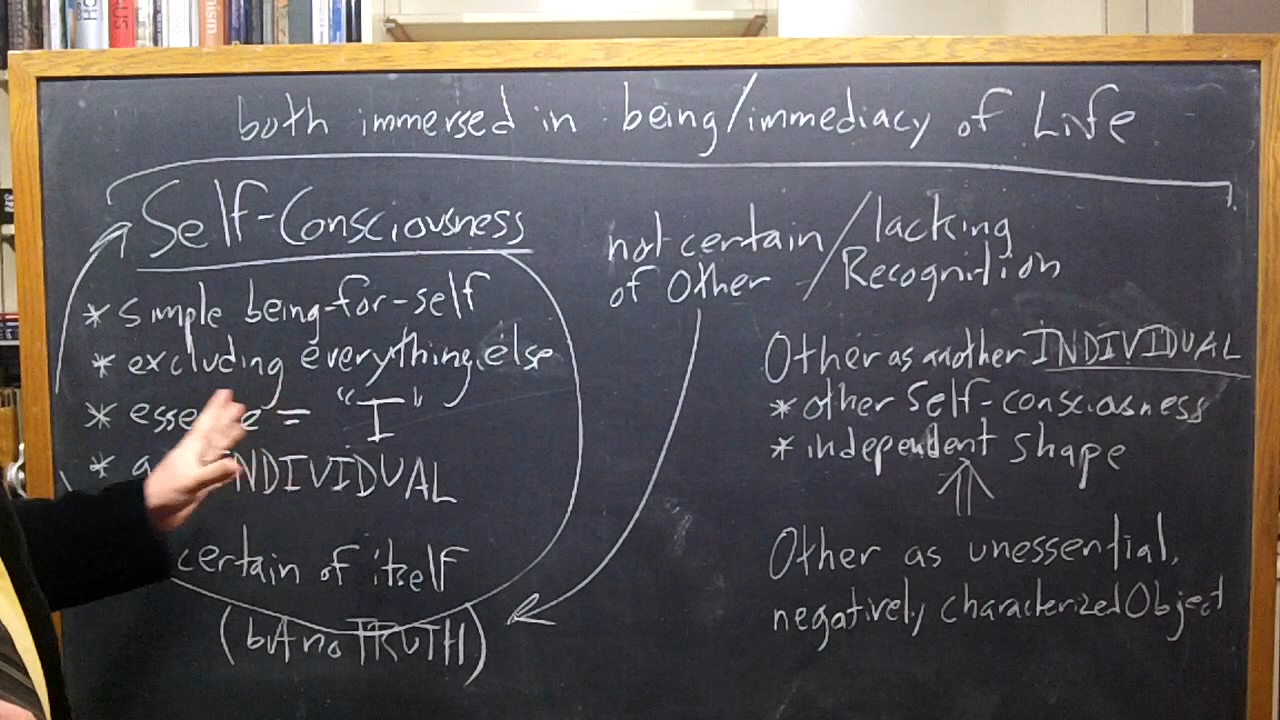 both immersed in being/immediacy of Life
Self-Consciousness
* simple being-for-self
* excluding everything else
* esse e = "I"
* a NDIVIDUAL
certain of itself
(but no TRUTH)
not certain / lacking
of Other / Recognition
Other as another INDIVIDUAL
* other Self-consciousness
* independent shape
Other as unessential,
negatively characterized Object